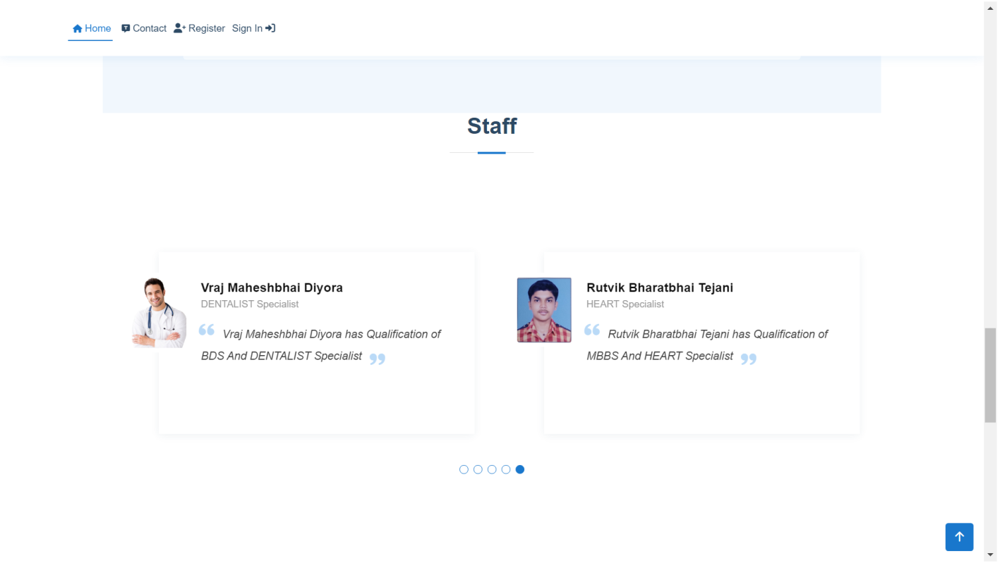 Home Contact Register Sign In
Staff
Vraj Maheshbhai Diyora
DENTALIST Specialist
“ Vraj Maheshbhai Diyora has Qualification of
BDS And DENTALIST Specialist ”
Rutvik Bharatbhai Tejani
HEART Specialist
“ Rutvik Bharatbhai Tejani has Qualification of
MBBS And HEART Specialist ”